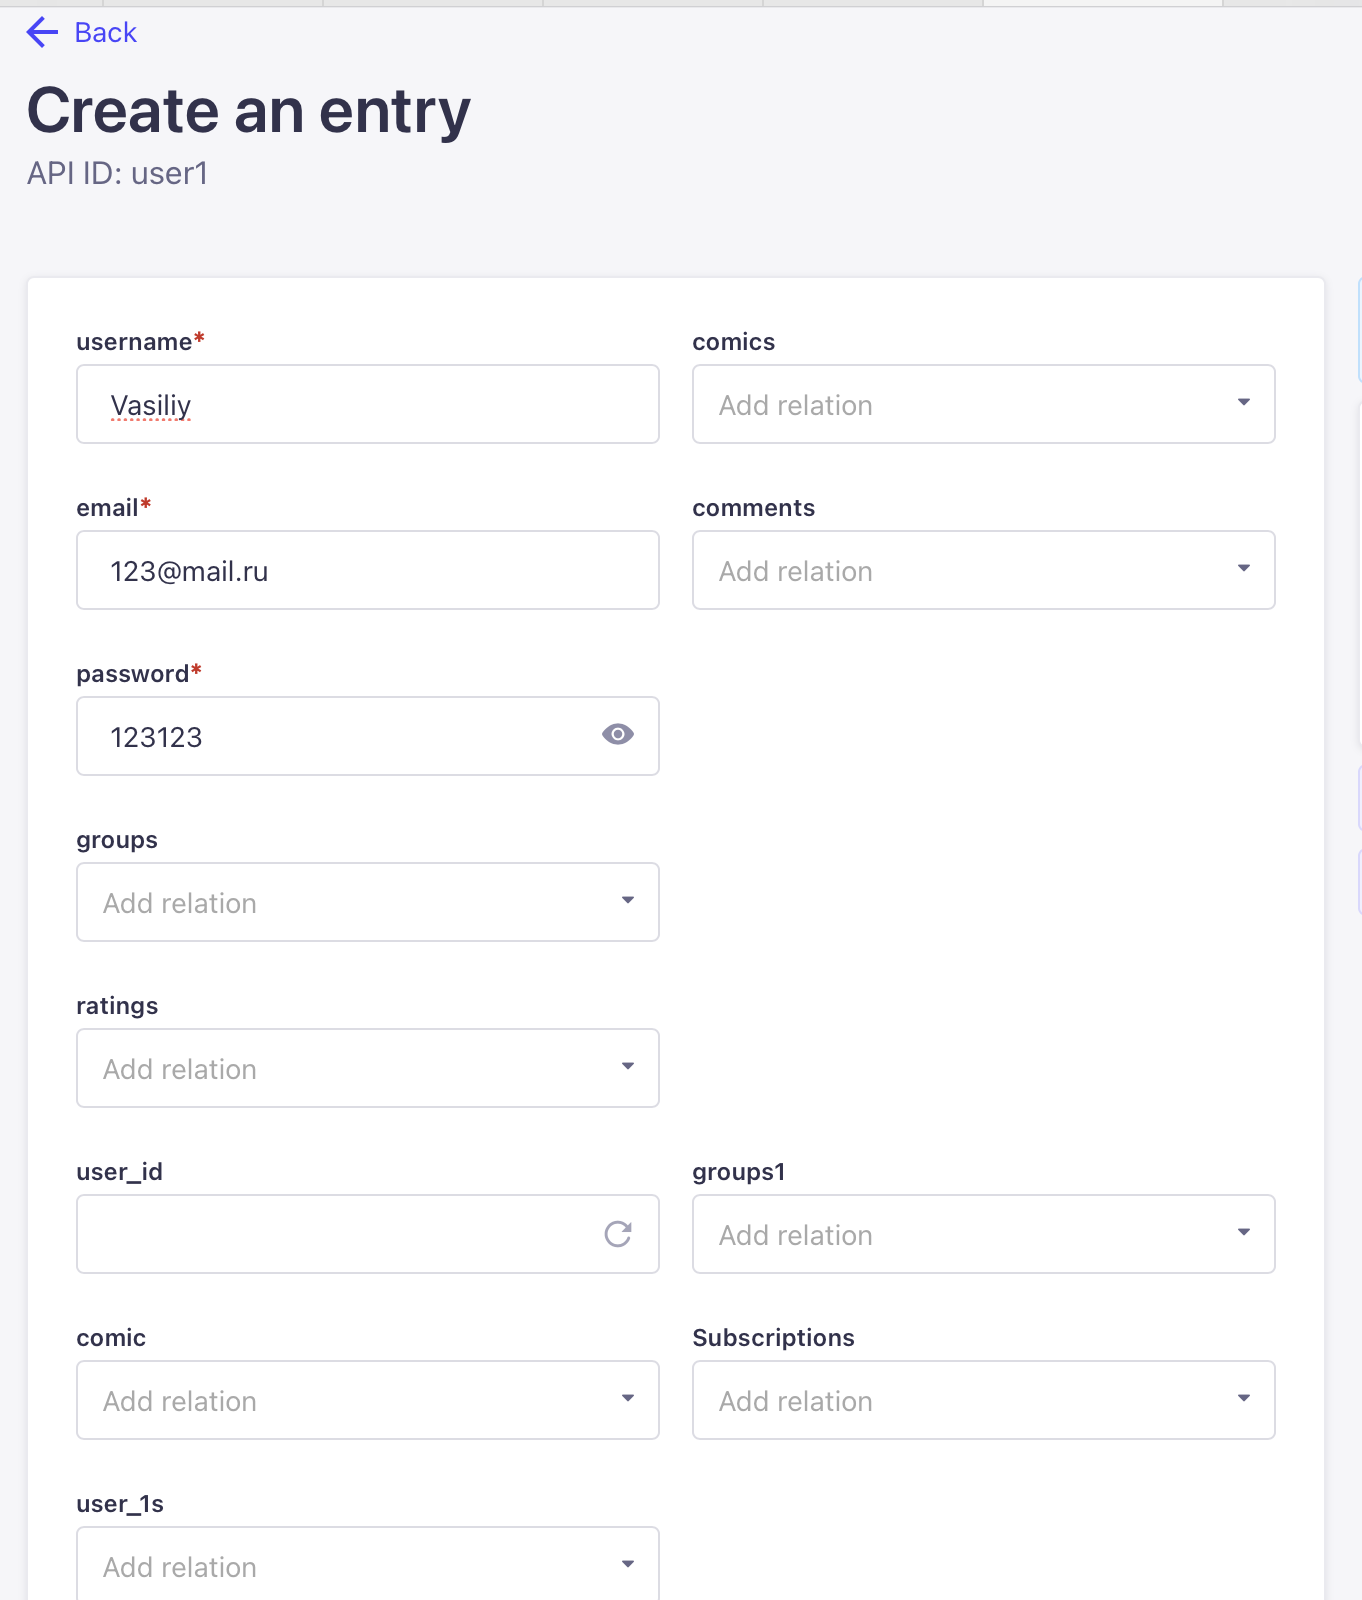 Back
Create an entry
API ID: user1
username*
comics
Vasiliy
Add relation
email*
comments
123@mail.ru
Add relation
password*
123123
groups
Add relation
ratings
Add relation
user_id
groups1
Add relation
comic
Subscriptions
Add relation
Add relation
user_1s
Add relation